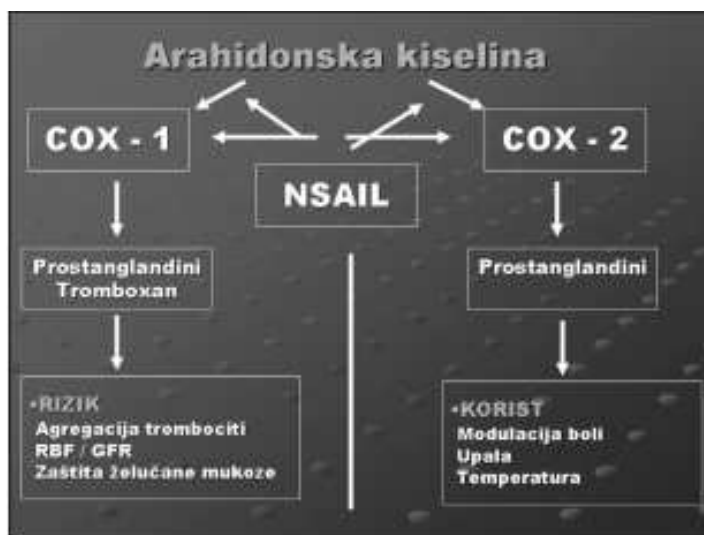 Arahidonska kiselina
COX - 1
COX - 2
NSAIL
Prostanglandini
Tromboxan
Prostanglandini
•RIZIK
Agregacija trombociti
RBF / GFR
Zaštita želučane mukoze
•KORIST
Modulacija boli
Upala
Temperatura